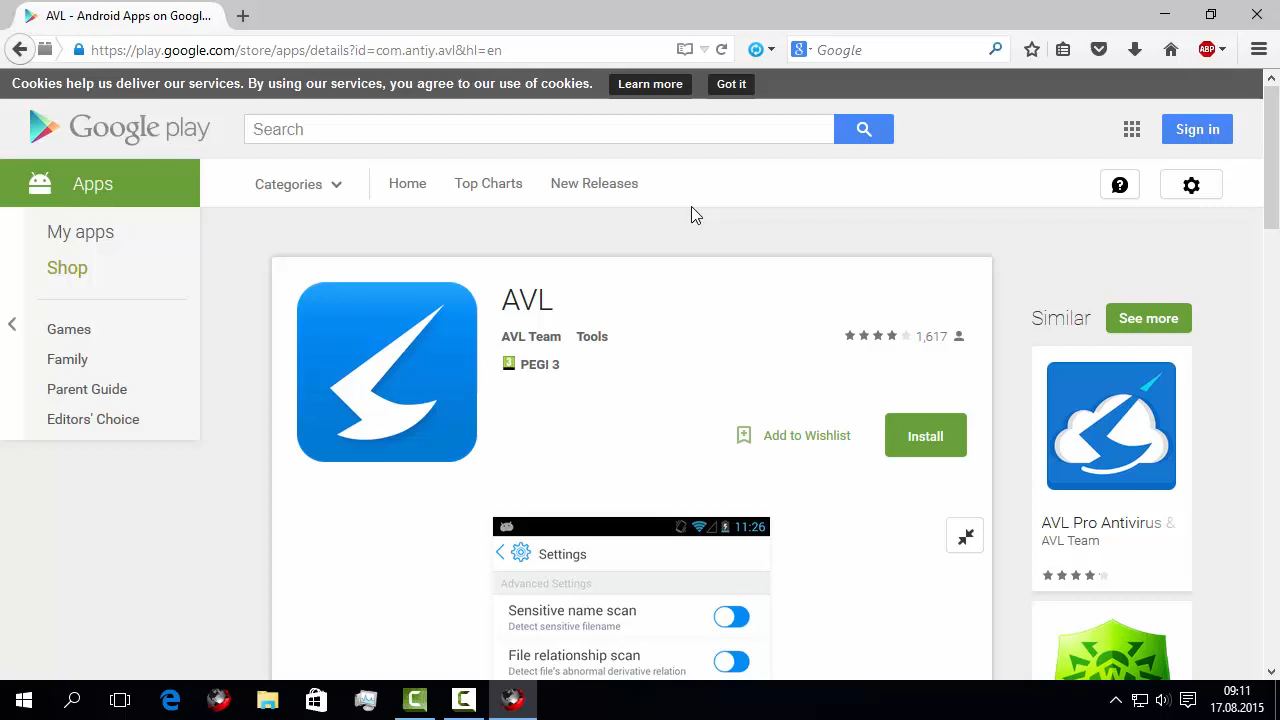 AVL - Android Apps on Googl...
https://play.google.com/store/apps/details?id=com.antiy.avl&hl=en
Google
ABP
Cookies help us deliver our services. By using our services, you agree to our use of cookies.
Learn more
Got it
Google play
Search
Sign in
Apps
Categories
Home
Top Charts
New Releases
My apps
Shop
Games
Family
Parent Guide
Editors' Choice
AVL
AVL Team
Tools
1,617
3
PEGI 3
Add to Wishlist
Install
Similar
See more
AVL Pro Antivirus &
AVL Team
11:26
Settings
Advanced Settings
Sensitive name scan
Detect sensitive filename
File relationship scan
Detect file's abnormal derivative relation
09:11
17.08.2015